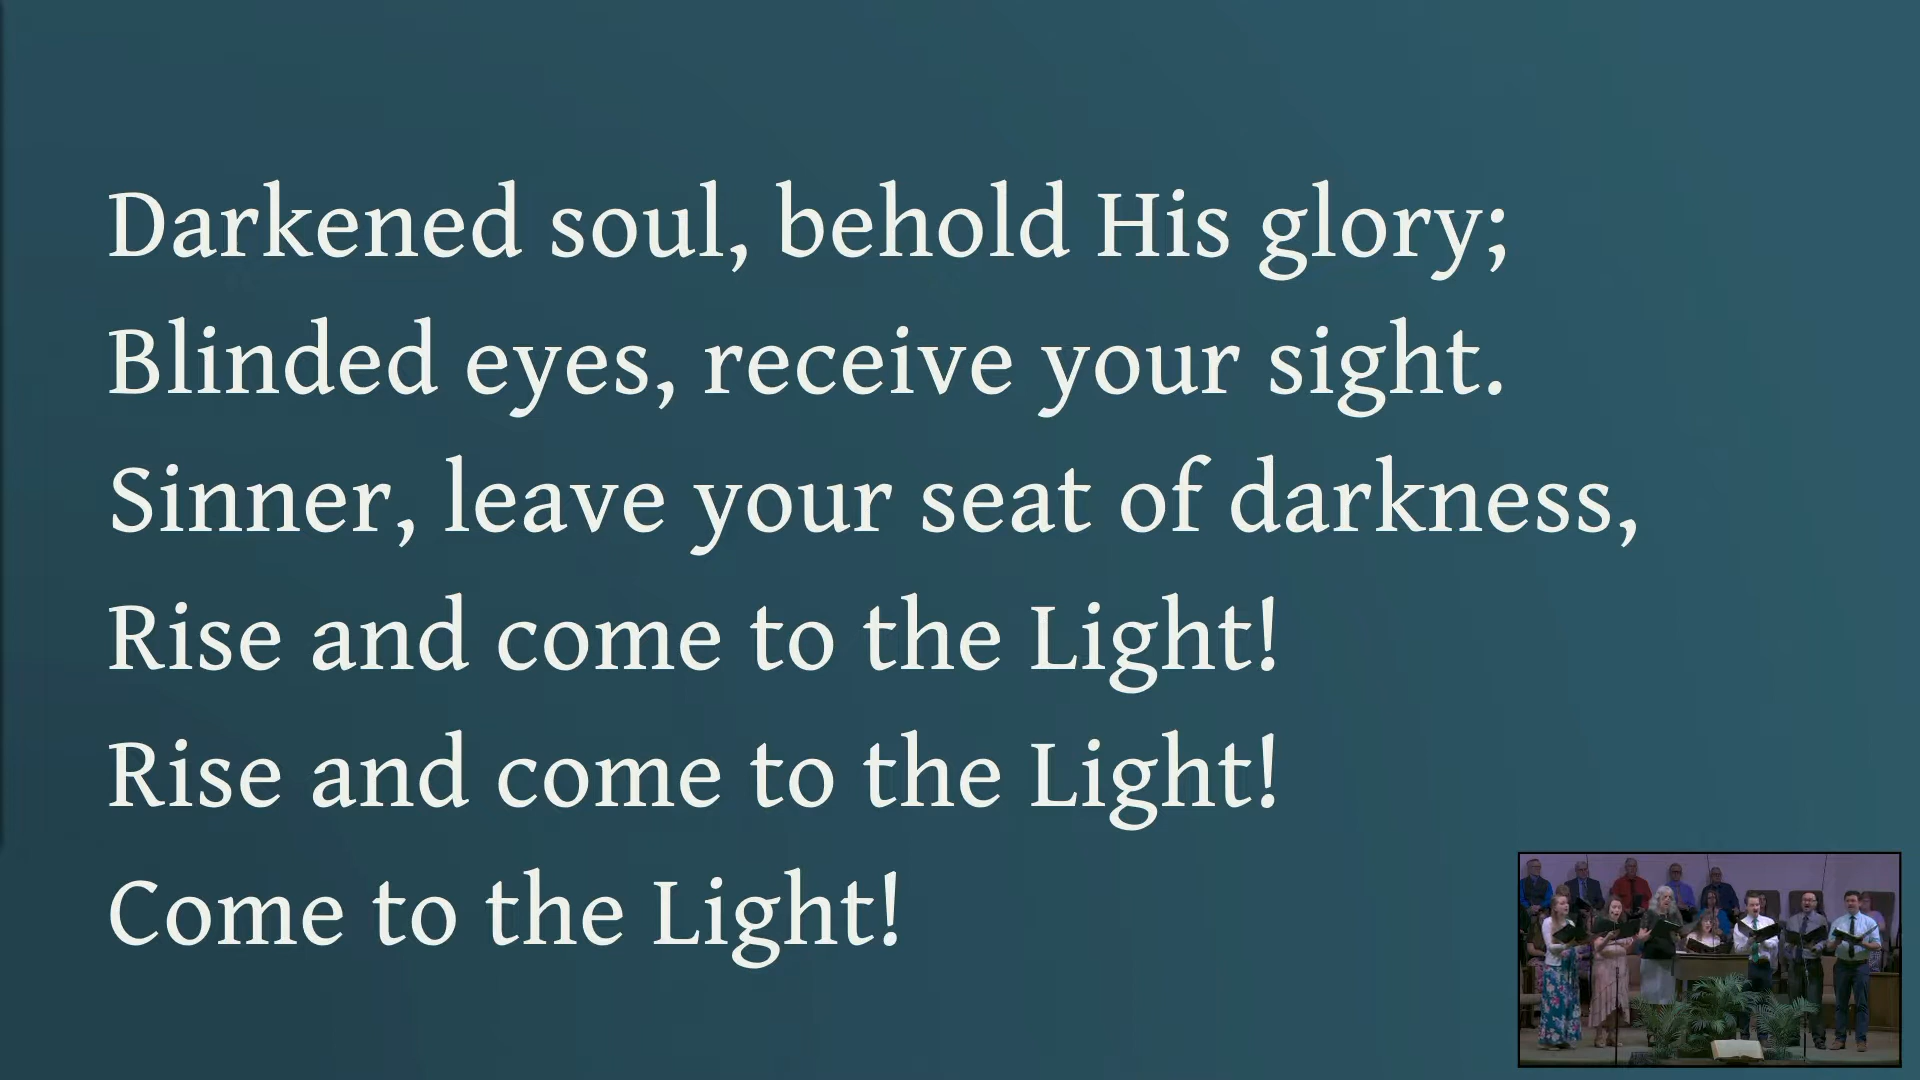 Darkened soul, behold His glory;
Blinded eyes, receive your sight.
Sinner, leave your seat of darkness,
Rise and come to the Light!
Rise and come to the Light!
Come to the Light!